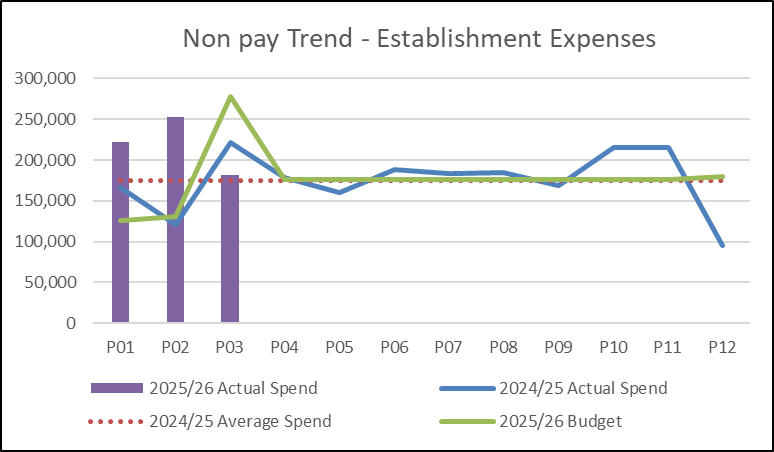 Non pay Trend - Establishment Expenses
300,000
250,000
200,000
150,000
100,000
50,000
0
P01 P02 P03 P04 P05 P06 P07 P08 P09 P10 P11 P12
2025/26 Actual Spend 2024/25 Actual Spend
2024/25 Average Spend 2025/26 Budget